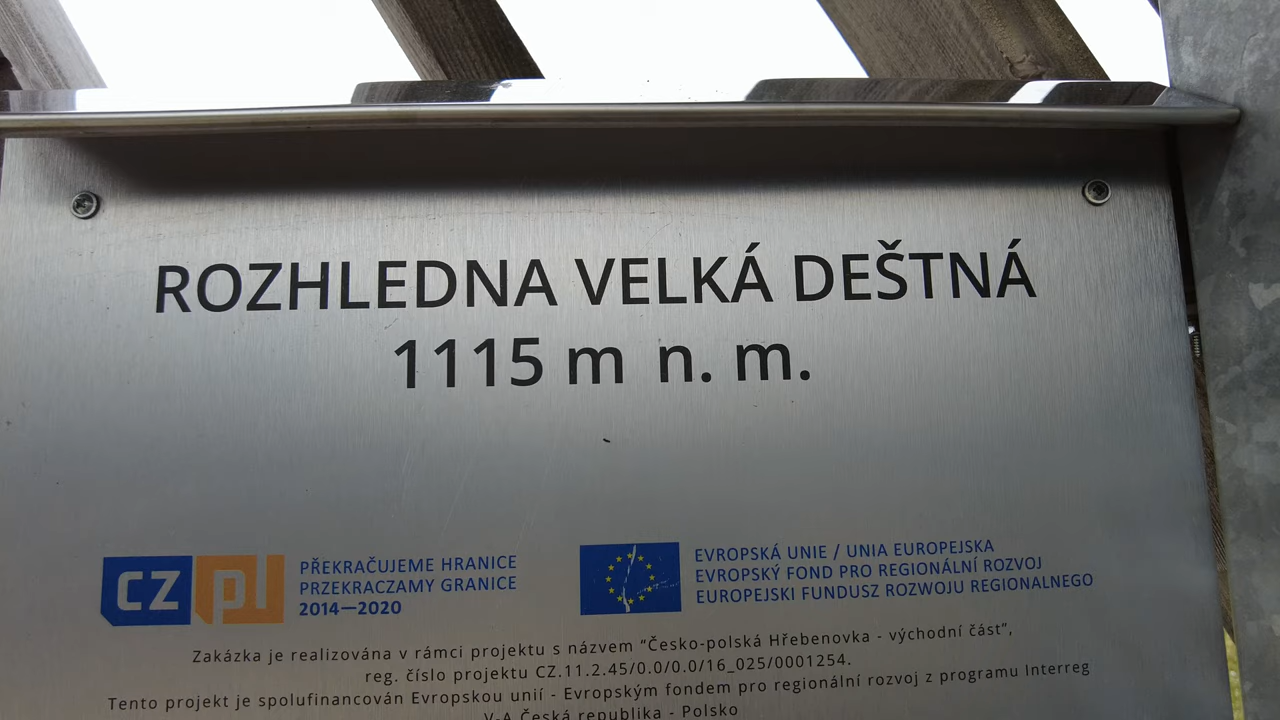 ROZHLEDNA VELKÁ DEŠTNÁ
1115 m n. m.
CZ pl
PŘEKRAČUJEME HRANICE
PRZEKRACZAMY GRANICE
2014—2020
EVROPSKÁ UNIE / UNIA EUROPEJSKA
EVROPSKÝ FOND PRO REGIONÁLNÍ ROZVOJ
EUROPEJSKI FUNDUSZ ROZWOJU REGIONALNEGO
Zakázka je realizována v rámci projektu s názvem "Česko-polská Hřebenovka - východní část",
reg. číslo projektu CZ.11.2.45/0.0/0.0/16_025/0001254.
Tento projekt je spolufinancován Evropskou unií - Evropským fondem pro regionální rozvoj z programu Interreg
V-A Česká republika - Polsko